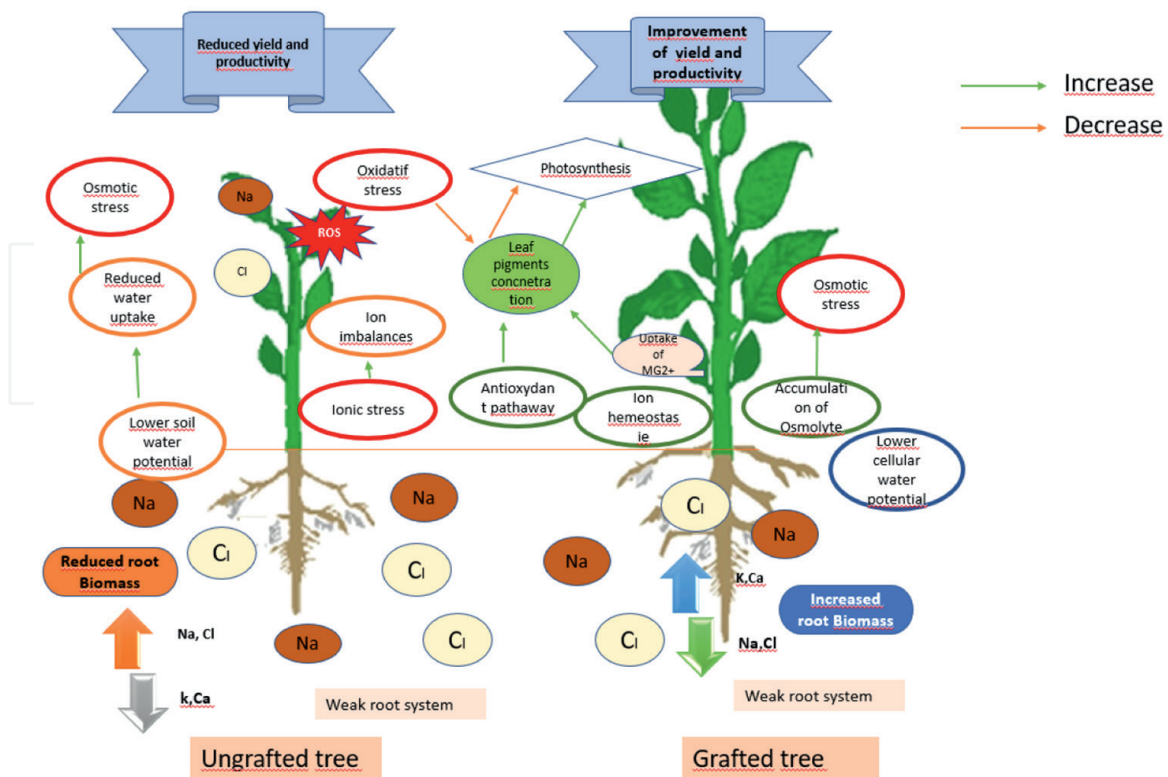 Reduced yield and
productivity
Improvement
of yield and
productivity
Increase
Decrease
Osmotic
stress
Na
Oxidatif
stress
Photosynthesis
ROS
Cl
Reduced
water
uptake
Leaf
pigments
concnetra
tion
Osmotic
stress
Ion
imbalances
Uptake
of
MG2+
Ionic stress
Antioxydan
t pathaway
Ion
hemeostas
ie
Accumulati
on of
Osmolyte
Lower soil
water
potential
Lower
cellular
water
potential
Na
Na
Cl
Cl
Na
Cl
Na
Reduced root
Biomass
Cl
K,Ca
Increased
root Biomass
Na, Cl
Na
Cl
Cl
Na,Cl
k,Ca
Weak root system
Weak root system
Ungrafted tree
Grafted tree